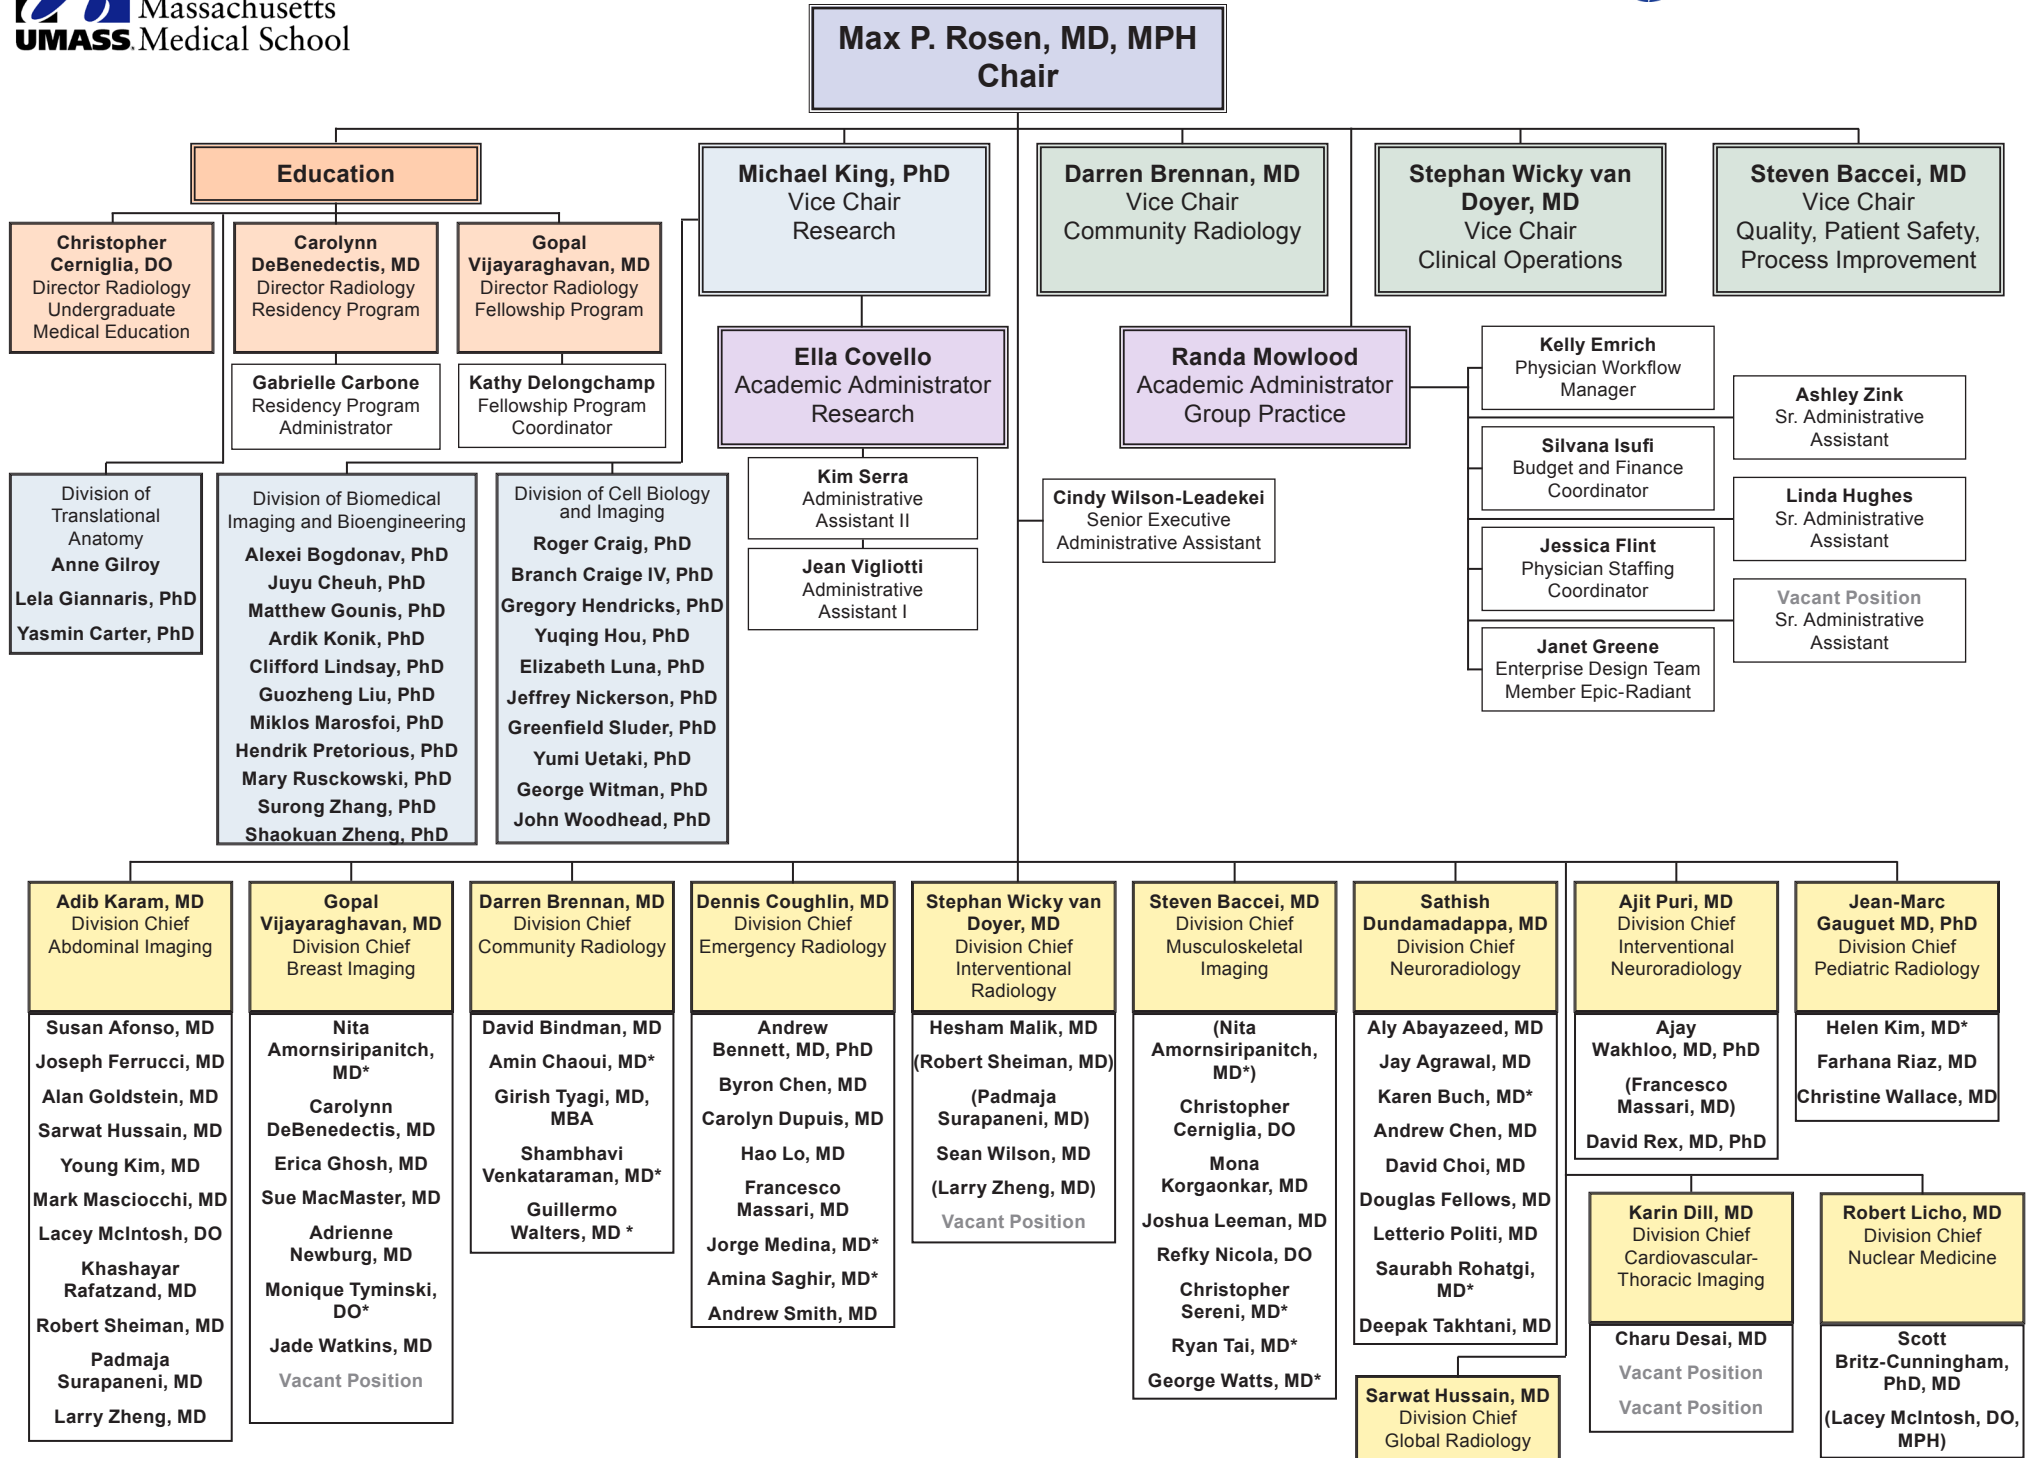 Massachusetts
UMASS. Medical School
Max P. Rosen, MD, MPH
Chair
Education
Michael King, PhD
Vice Chair
Research
Darren Brennan, MD
Vice Chair
Community Radiology
Stephan Wicky van
Doyer, MD
Vice Chair
Clinical Operations
Steven Baccei, MD
Vice Chair
Quality, Patient Safety,
Process Improvement
Christopher
Cerniglia, DO
Director Radiology
Undergraduate
Medical Education
Carolynn
DeBenedectis, MD
Director Radiology
Residency Program
Gopal
Vijayaraghavan, MD
Director Radiology
Fellowship Program
Gabrielle Carbone
Residency Program
Administrator
Kathy Delongchamp
Fellowship Program
Coordinator
Ella Covello
Academic Administrator
Research
Randa Mowlood
Academic Administrator
Group Practice
Kelly Emrich
Physician Workflow
Manager
Ashley Zink
Sr. Administrative
Assistant
Silvana Isufi
Budget and Finance
Coordinator
Linda Hughes
Sr. Administrative
Assistant
Jessica Flint
Physician Staffing
Coordinator
Vacant Position
Sr. Administrative
Assistant
Janet Greene
Enterprise Design Team
Member Epic-Radiant
Kim Serra
Administrative
Assistant II
Jean Vigliotti
Administrative
Assistant I
Cindy Wilson-Leadekei
Senior Executive
Administrative Assistant
Division of
Translational
Anatomy
Anne Gilroy
Lela Giannaris, PhD
Yasmin Carter, PhD
Division of Biomedical
Imaging and Bioengineering
Alexei Bogdonav, PhD
Juyu Cheuh, PhD
Matthew Gounis, PhD
Ardik Konik, PhD
Clifford Lindsay, PhD
Guozheng Liu, PhD
Miklos Marosfoi, PhD
Hendrik Pretorious, PhD
Mary Rusckowski, PhD
Surong Zhang, PhD
Shaokuan Zheng, PhD
Division of Cell Biology
and Imaging
Roger Craig, PhD
Branch Craige IV, PhD
Gregory Hendricks, PhD
Yuqing Hou, PhD
Elizabeth Luna, PhD
Jeffrey Nickerson, PhD
Greenfield Sluder, PhD
Yumi Uetaki, PhD
George Witman, PhD
John Woodhead, PhD
Adib Karam, MD
Division Chief
Abdominal Imaging
Susan Afonso, MD
Joseph Ferrucci, MD
Alan Goldstein, MD
Sarwat Hussain, MD
Young Kim, MD
Mark Masciocchi, MD
Lacey McIntosh, DO
Khashayar
Rafatzand, MD
Robert Sheiman, MD
Padmaja
Surapaneni, MD
Larry Zheng, MD
Gopal
Vijayaraghavan, MD
Division Chief
Breast Imaging
Nita
Amornsiripanitch,
MD*
Carolynn
DeBenedectis, MD
Erica Ghosh, MD
Sue MacMaster, MD
Adrienne
Newburg, MD
Monique Tyminski,
DO*
Jade Watkins, MD
Vacant Position
Darren Brennan, MD
Division Chief
Community Radiology
David Bindman, MD
Amin Chaoui, MD*
Girish Tyagi, MD,
MBA
Shambhavi
Venkataraman, MD*
Guillermo
Walters, MD *
Dennis Coughlin, MD
Division Chief
Emergency Radiology
Andrew
Bennett, MD, PhD
Byron Chen, MD
Carolyn Dupuis, MD
Hao Lo, MD
Francesco
Massari, MD
Jorge Medina, MD*
Amina Saghir, MD*
Andrew Smith, MD
Stephan Wicky van
Doyer, MD
Division Chief
Interventional
Radiology
Hesham Malik, MD
(Robert Sheiman, MD)
(Padmaja
Surapaneni, MD)
Sean Wilson, MD
(Larry Zheng, MD)
Vacant Position
Steven Baccei, MD
Division Chief
Musculoskeletal
Imaging
(Nita
Amornsiripanitch,
MD*)
Christopher
Cerniglia, DO
Mona
Korgaonkar, MD
Joshua Leeman, MD
Refky Nicola, DO
Christopher
Sereni, MD*
Ryan Tai, MD*
George Watts, MD*
Sathish
Dundamadappa, MD
Division Chief
Neuroradiology
Aly Abayazeed, MD
Jay Agrawal, MD
Karen Buch, MD*
Andrew Chen, MD
David Choi, MD
Douglas Fellows, MD
Letterio Politi, MD
Saurabh Rohatgi,
MD*
Deepak Takhtani, MD
Sarwat Hussain, MD
Division Chief
Global Radiology
Ajit Puri, MD
Division Chief
Interventional
Neuroradiology
Ajay
Wakhloo, MD, PhD
(Francesco
Massari, MD)
David Rex, MD, PhD
Jean-Marc
Gauguet MD, PhD
Division Chief
Pediatric Radiology
Helen Kim, MD*
Farhana Riaz, MD
Christine Wallace, MD
Karin Dill, MD
Division Chief
Cardiovascular-
Thoracic Imaging
Charu Desai, MD
Vacant Position
Vacant Position
Robert Licho, MD
Division Chief
Nuclear Medicine
Scott
Britz-Cunningham,
PhD, MD
(Lacey McIntosh, DO,
MPH)